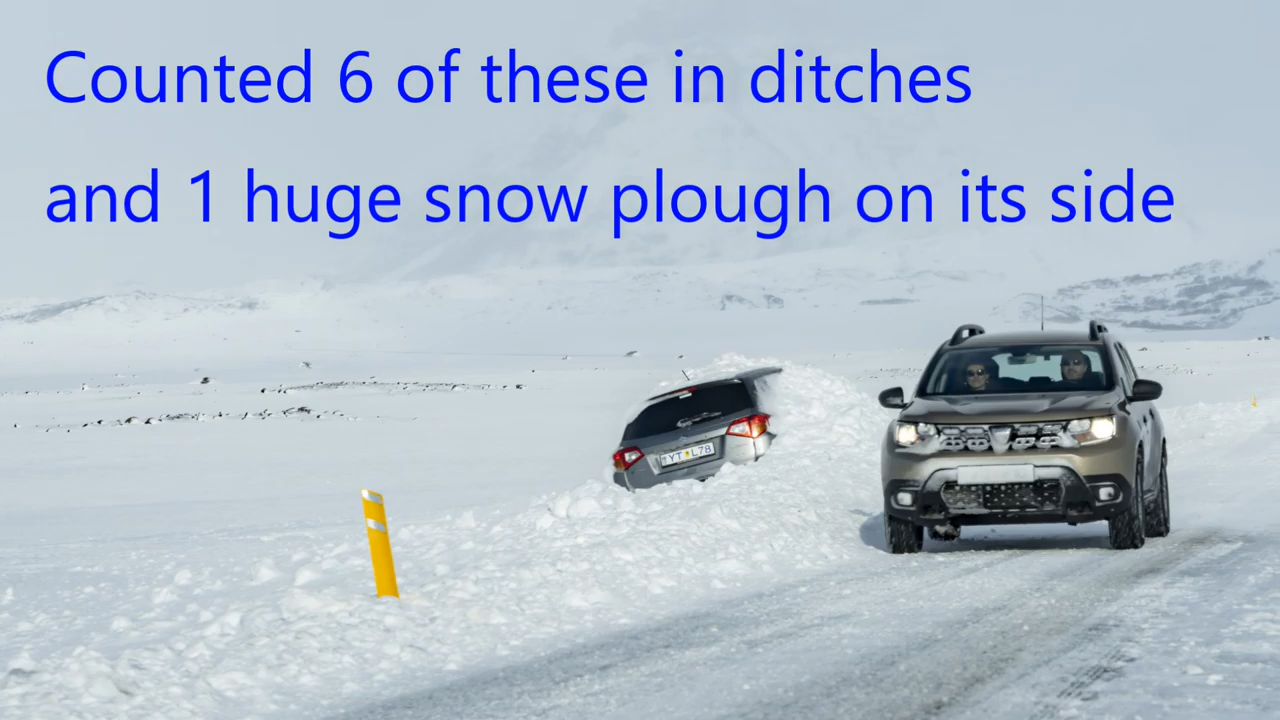 Counted 6 of these in ditches
and 1 huge snow plough on its side
YT L78